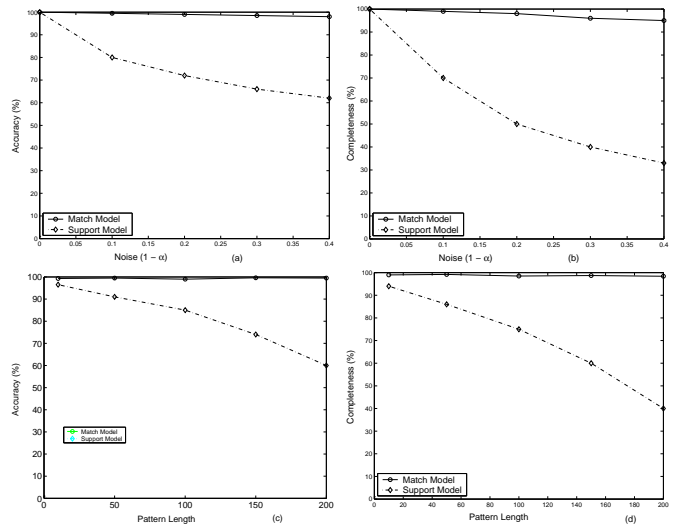 100
90
80
70
60
50
40
30
20
10
0
Accuracy (%)
Match Model
Support Model
0 0.05 0.1 0.15 0.2 0.25 0.3 0.35 0.4
Noise (1 − α) (a)
100
90
80
70
60
50
40
30
20
10
0
Completeness (%)
Match Model
Support Model
0 0.05 0.1 0.15 0.2 0.25 0.3 0.35 0.4
Noise (1 − α) (b)
100
90
80
70
60
50
40
30
20
10
0
Accuracy (%)
Match Model
Support Model
0 50 100 150 200
Pattern Length (c)
100
90
80
70
60
50
40
30
20
10
0
Completeness (%)
Match Model
Support Model
0 20 40 60 80 100 120 140 160 180 200
Pattern Length (d)